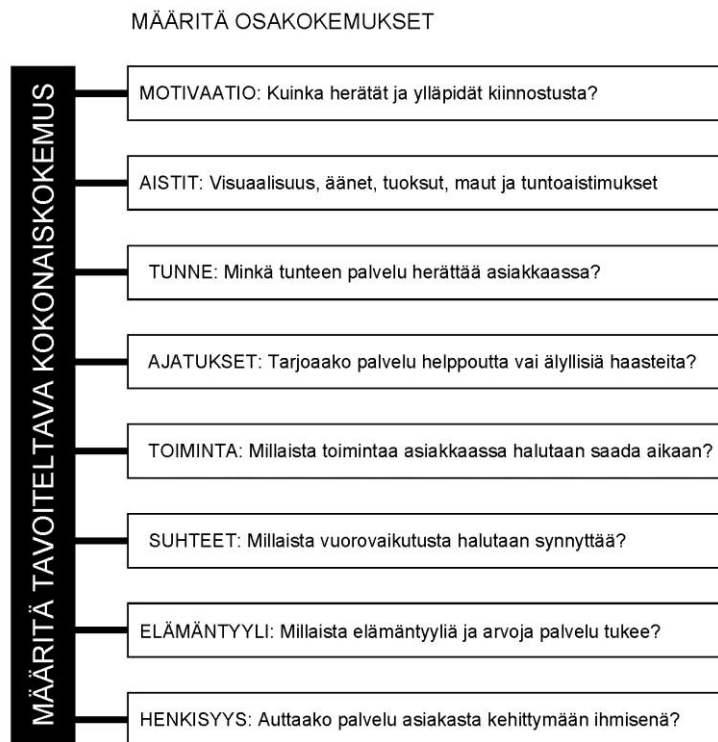 MÄÄRITÄ OSAKOKEMUKSET
MÄÄRITÄ TAVOITELTAVA KOKONAISKOKEMUS
MOTIVAATIO: Kuinka herätät ja ylläpidät kiinnostusta?
AISTIT: Visuaalisuus, äänet, tuoksut, maut ja tuntoaistimukset
TUNNE: Minkä tunteen palvelu herättää asiakkaassa?
AJATUKSET: Tarjoaako palvelu helppoutta vai älyllisiä haasteita?
TOIMINTA: Millaista toimintaa asiakkaassa halutaan saada aikaan?
SUHTEET: Millaista vuorovaikutusta halutaan synnyttää?
ELÄMÄNTYYLI: Millaista elämäntyyliä ja arvoja palvelu tukee?
HENKISYYS: Auttaako palvelu asiakasta kehittymään ihmisenä?